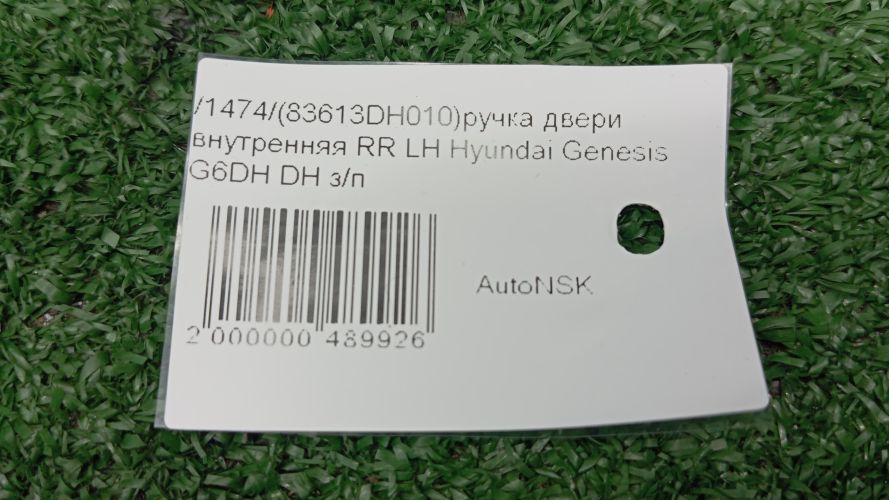 /1474/(83613DH010)ручка двери
внутренняя RR LH Hyundai Genesis
G6DH DH з/п
AutoNSK
2 000000 489926